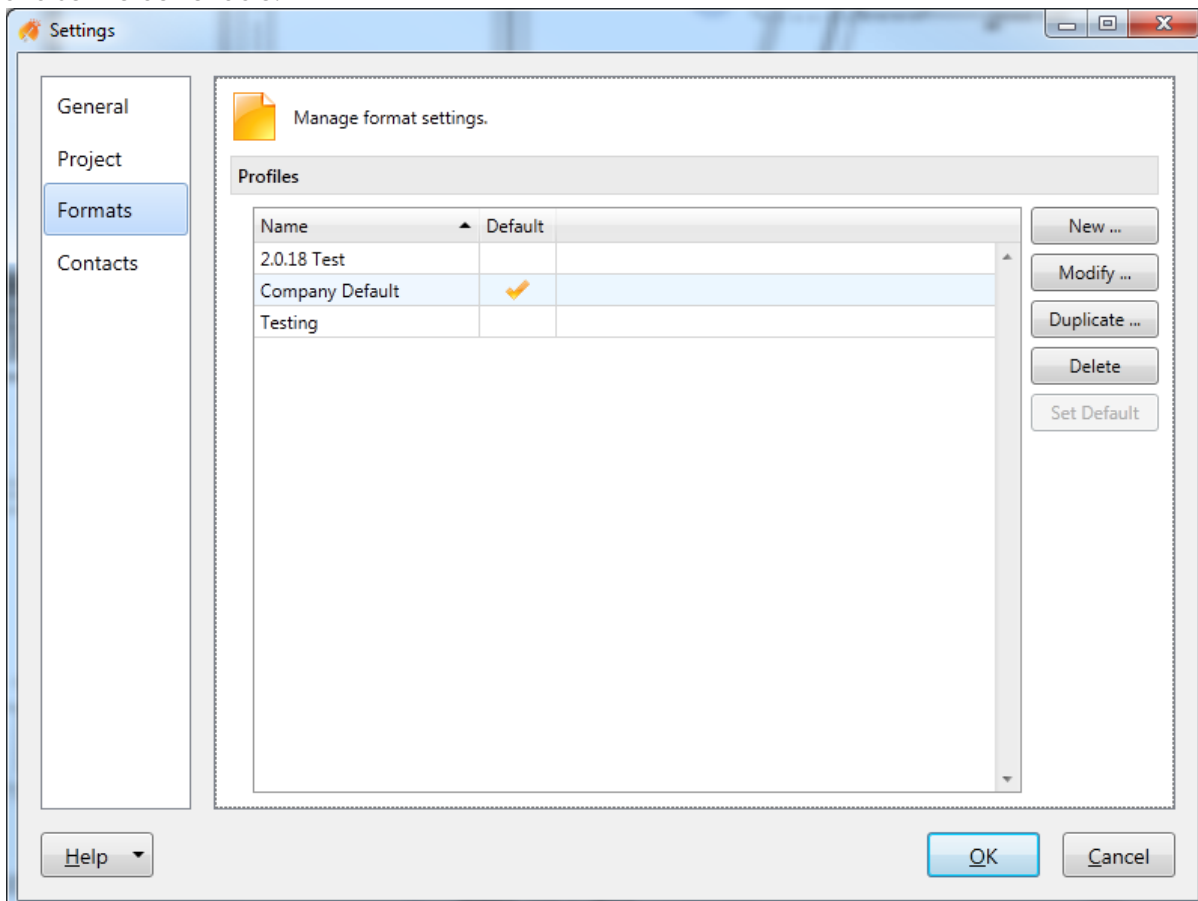 Settings
General
Project
Formats
Contacts
Manage format settings.
Profiles
Name Default
2.0.18 Test
Company Default
Testing
New ...
Modify ...
Duplicate ...
Delete
Set Default
Help
OK
Cancel